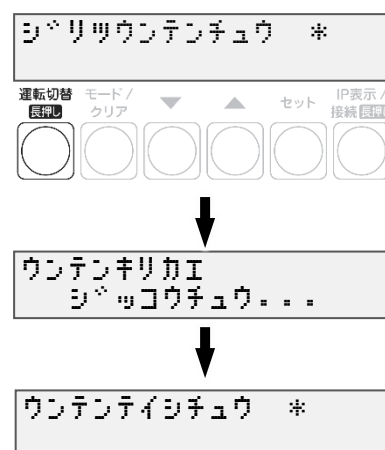 ジリツウンテンチュウ *
運転切替 モード/ ▼ ▲ セット IP表示/
長押し クリア 接続 長押し
ウンテンキリカエ
ジッコウチュウ...
ウンテンテイシチュウ *